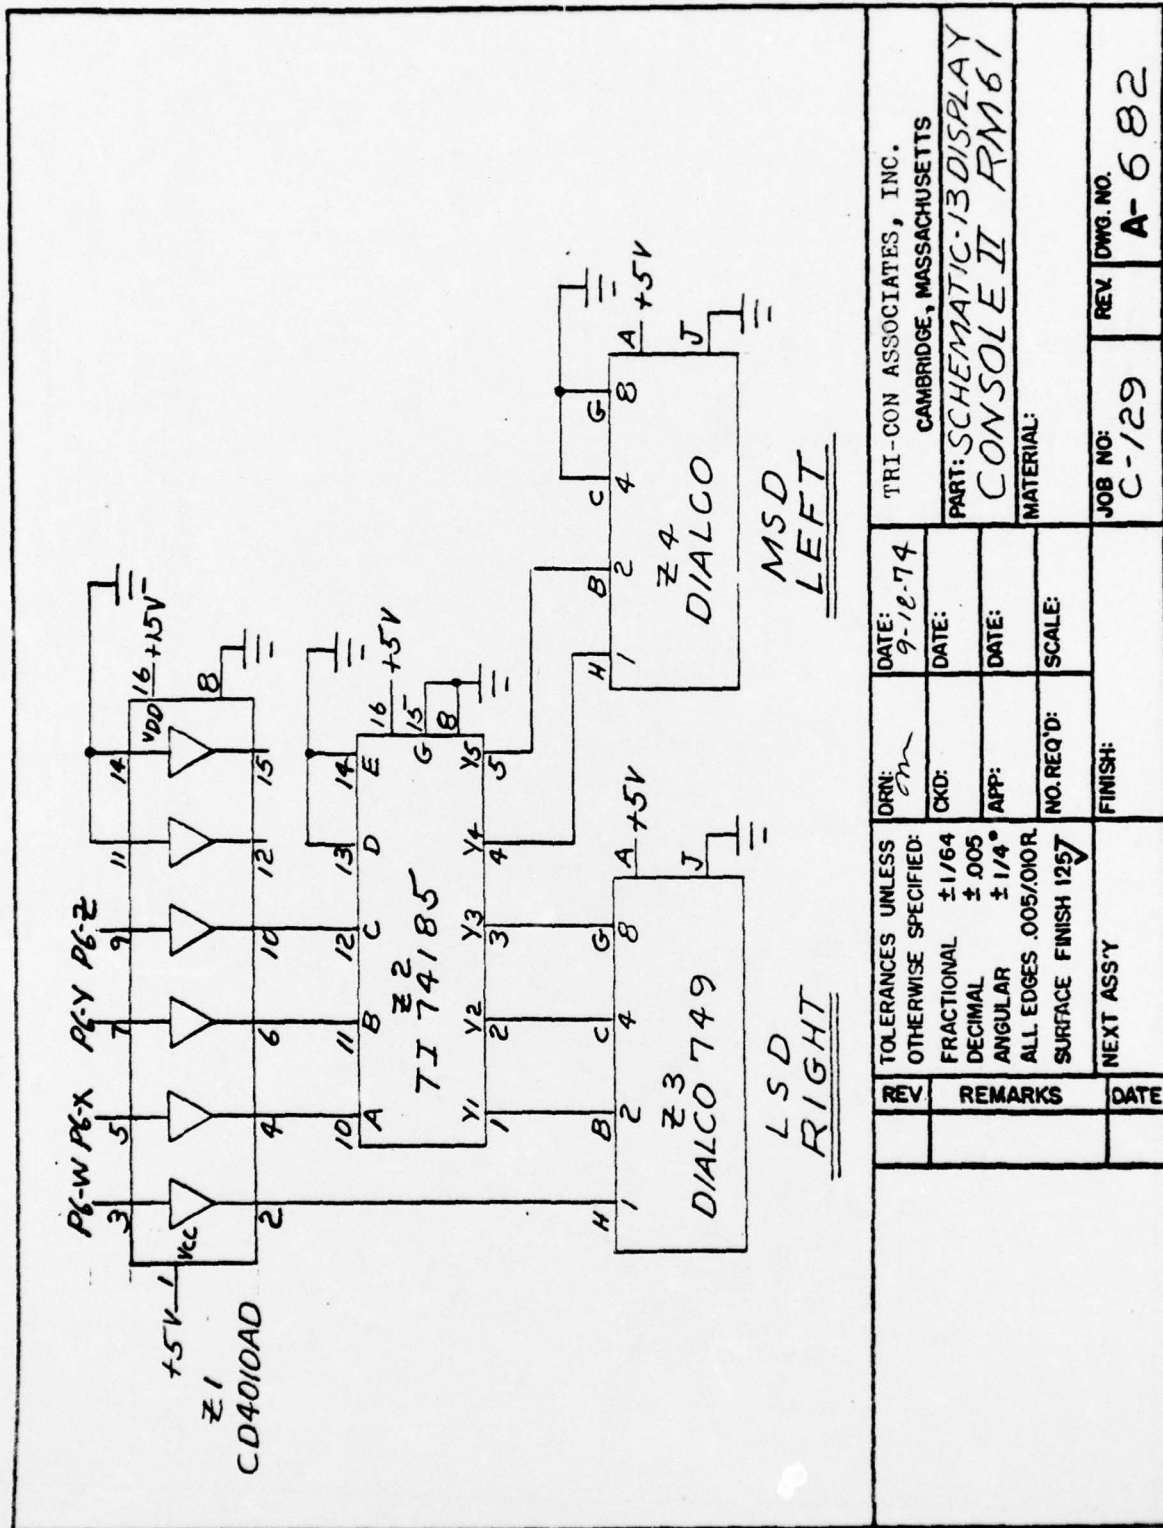 P6-W P6-X P6-Y P6-Z
3 5 7 9 11 14
+5V 1 VCC VDD 16 +15V
8
2 4 6 10 12 15
Z1
CD4010AD
10 11 12 13 14
A B C D E
16 +5V
G 15
8
Z2
TI 74185
Y1 Y2 Y3 Y4 Y5
1 2 3 4 5
H B C G
1 2 4 8
A +5V
J
Z3
DIALCO 749
LSD
RIGHT
H B C G
1 2 4 8
A +5V
J
Z4
DIALCO
MSD
LEFT
REV
REMARKS
DATE
TOLERANCES UNLESS
OTHERWISE SPECIFIED:
FRACTIONAL ±1/64
DECIMAL ±.005
ANGULAR ±1/4°
ALL EDGES .005/.010R.
SURFACE FINISH 125
NEXT ASS'Y
DRN:
CKD:
APP:
NO. REQ'D:
FINISH:
DATE:
DATE:
DATE:
SCALE:
TRI-CON ASSOCIATES, INC.
CAMBRIDGE, MASSACHUSETTS
PART: SCHEMATIC-13 DISPLAY
CONSOLE II RM61
MATERIAL:
JOB NO:
C-129
REV.
DWG. NO.
A-682